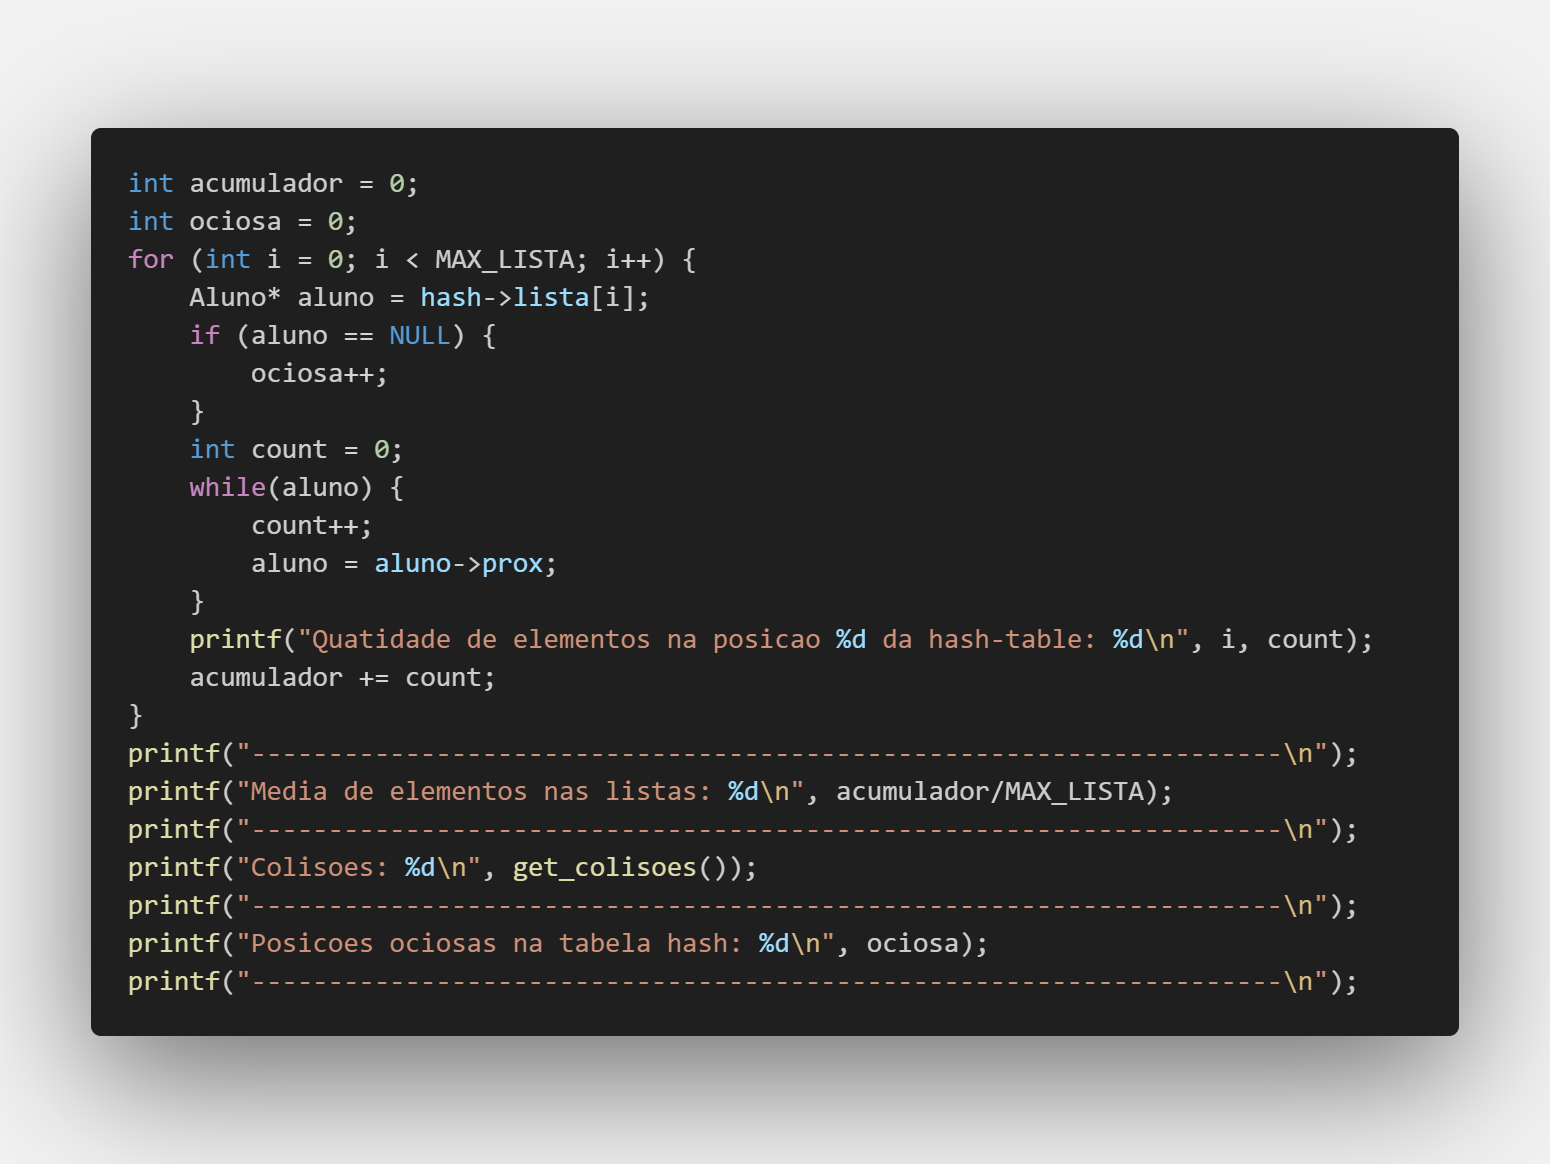 int acumulador = 0;
int ociosa = 0;
for (int i = 0; i < MAX_LISTA; i++) {
    Aluno* aluno = hash->lista[i];
    if (aluno == NULL) {
        ociosa++;
    }
    int count = 0;
    while(aluno) {
        count++;
        aluno = aluno->prox;
    }
    printf("Quatidade de elementos na posicao %d da hash-table: %d\n", i, count);
    acumulador += count;
}
printf("-------------------------------------------------------------------\n");
printf("Media de elementos nas listas: %d\n", acumulador/MAX_LISTA);
printf("-------------------------------------------------------------------\n");
printf("Colisoes: %d\n", get_colisoes());
printf("-------------------------------------------------------------------\n");
printf("Posicoes ociosas na tabela hash: %d\n", ociosa);
printf("-------------------------------------------------------------------\n");